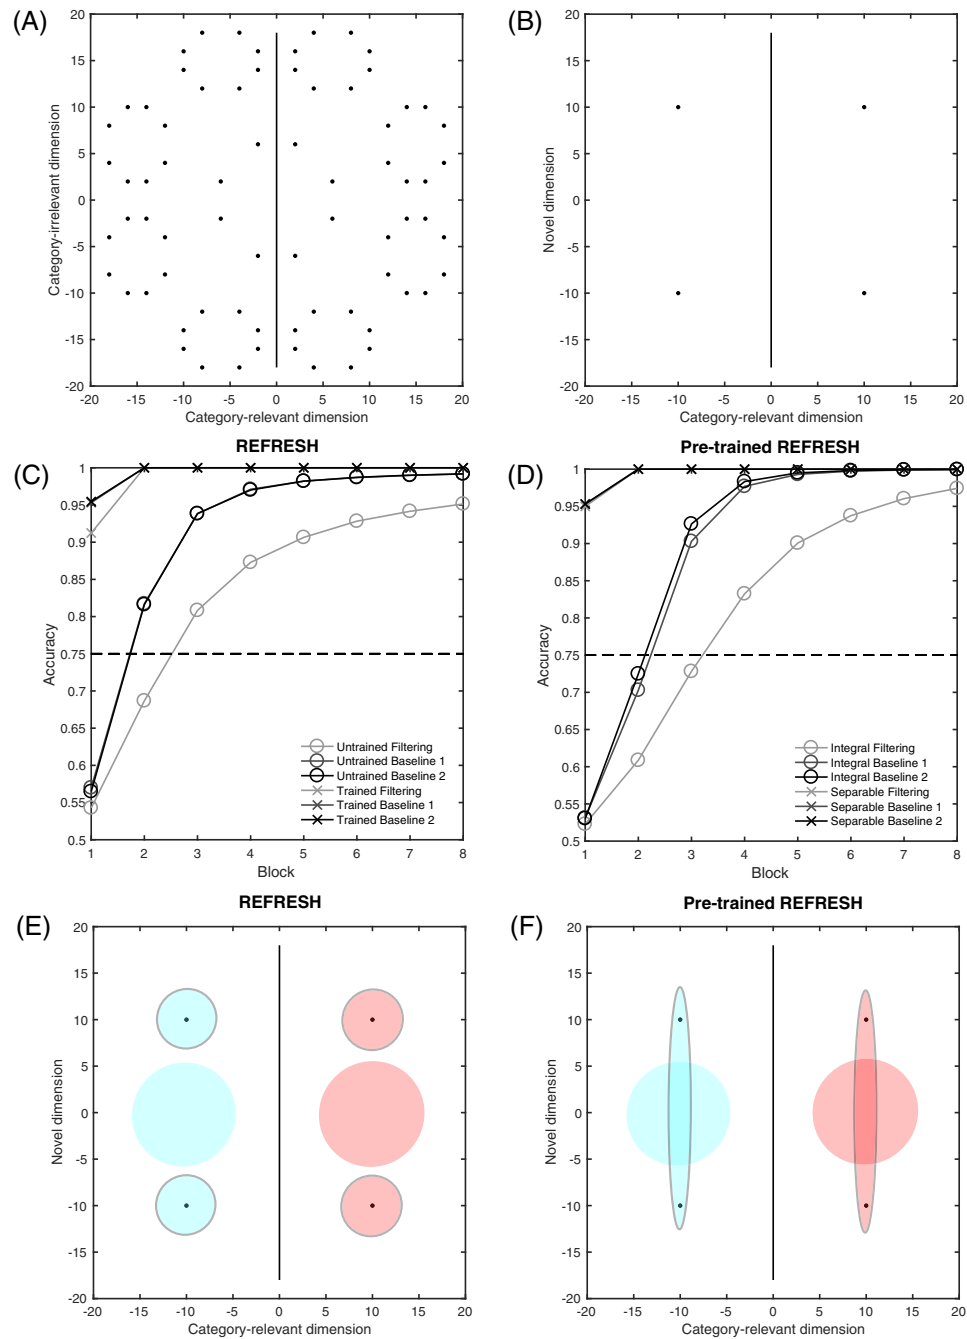 (A)
20
15
10
5
0
-5
-10
-15
-20
Category-irrelevant dimension
-20 -15 -10 -5 0 5 10 15 20
Category-relevant dimension
(B)
20
15
10
5
0
-5
-10
-15
-20
Novel dimension
-20 -15 -10 -5 0 5 10 15 20
Category-relevant dimension
(C)
REFRESH
1
0.95
0.9
0.85
0.8
0.75
0.7
0.65
0.6
0.55
0.5
Accuracy
Untrained Filtering
Untrained Baseline 1
Untrained Baseline 2
Trained Filtering
Trained Baseline 1
Trained Baseline 2
1 2 3 4 5 6 7 8
Block
(D)
Pre-trained REFRESH
1
0.95
0.9
0.85
0.8
0.75
0.7
0.65
0.6
0.55
0.5
Accuracy
Integral Filtering
Integral Baseline 1
Integral Baseline 2
Separable Filtering
Separable Baseline 1
Separable Baseline 2
1 2 3 4 5 6 7 8
Block
(E)
REFRESH
20
15
10
5
0
-5
-10
-15
-20
Novel dimension
-20 -15 -10 -5 0 5 10 15 20
Category-relevant dimension
(F)
Pre-trained REFRESH
20
15
10
5
0
-5
-10
-15
-20
Novel dimension
-20 -15 -10 -5 0 5 10 15 20
Category-relevant dimension